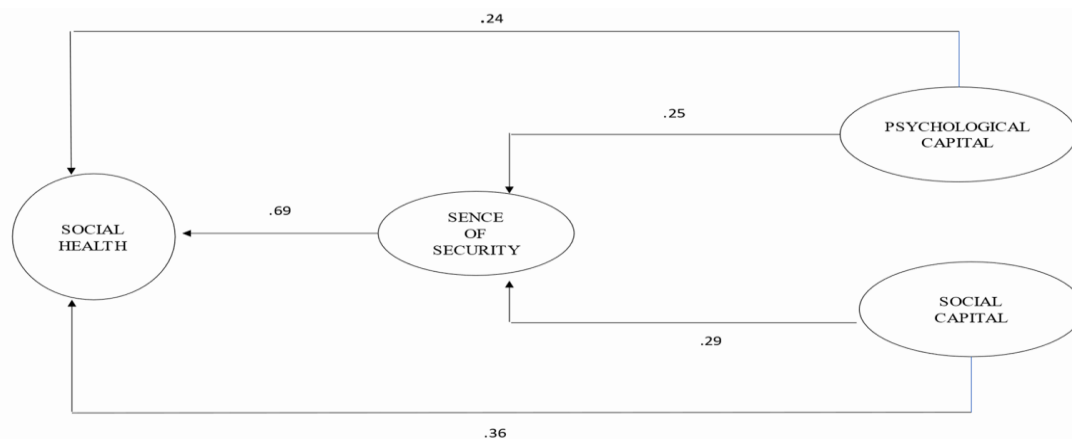 .24
.25
PSYCHOLOGICAL
CAPITAL
.69
SOCIAL
HEALTH
SENCE
OF
SECURITY
SOCIAL
CAPITAL
.29
.36